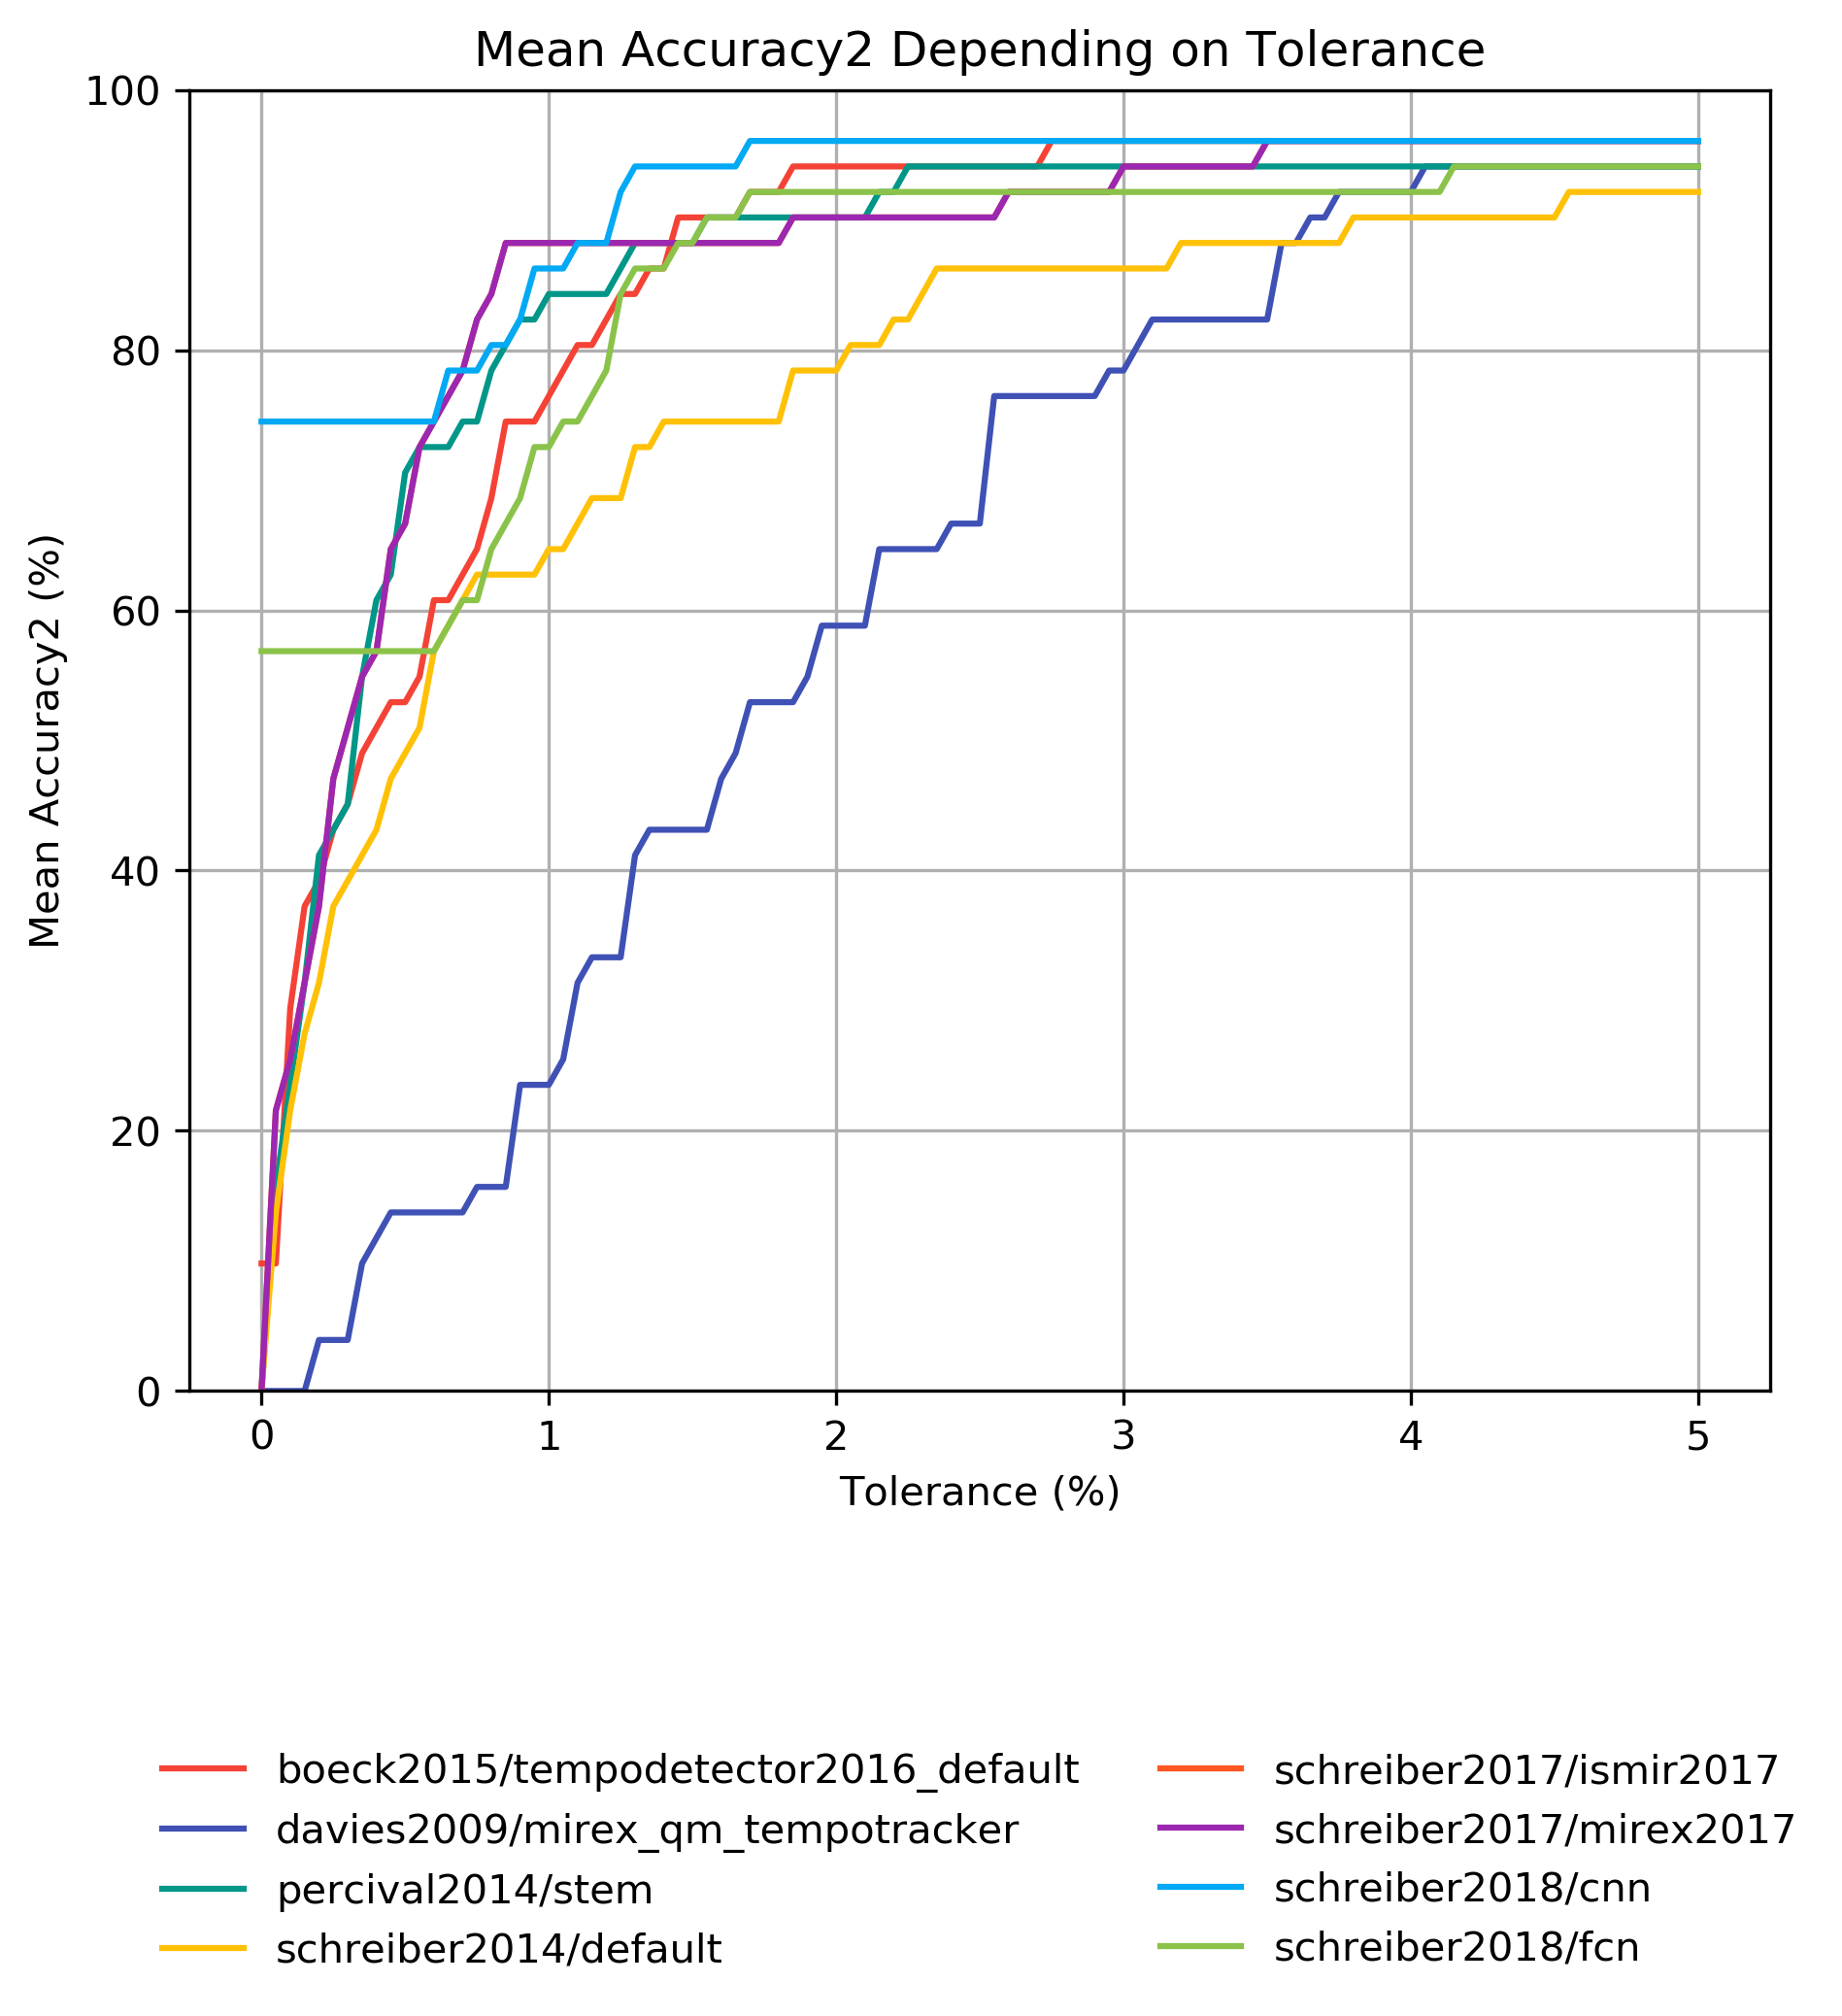 Mean Accuracy2 Depending on Tolerance
100
80
60
40
20
0
Mean Accuracy2 (%)
0 1 2 3 4 5
Tolerance (%)
boeck2015/tempodetector2016_default
davies2009/mirex_qm_tempotracker
percival2014/stem
schreiber2014/default
schreiber2017/ismir2017
schreiber2017/mirex2017
schreiber2018/cnn
schreiber2018/fcn